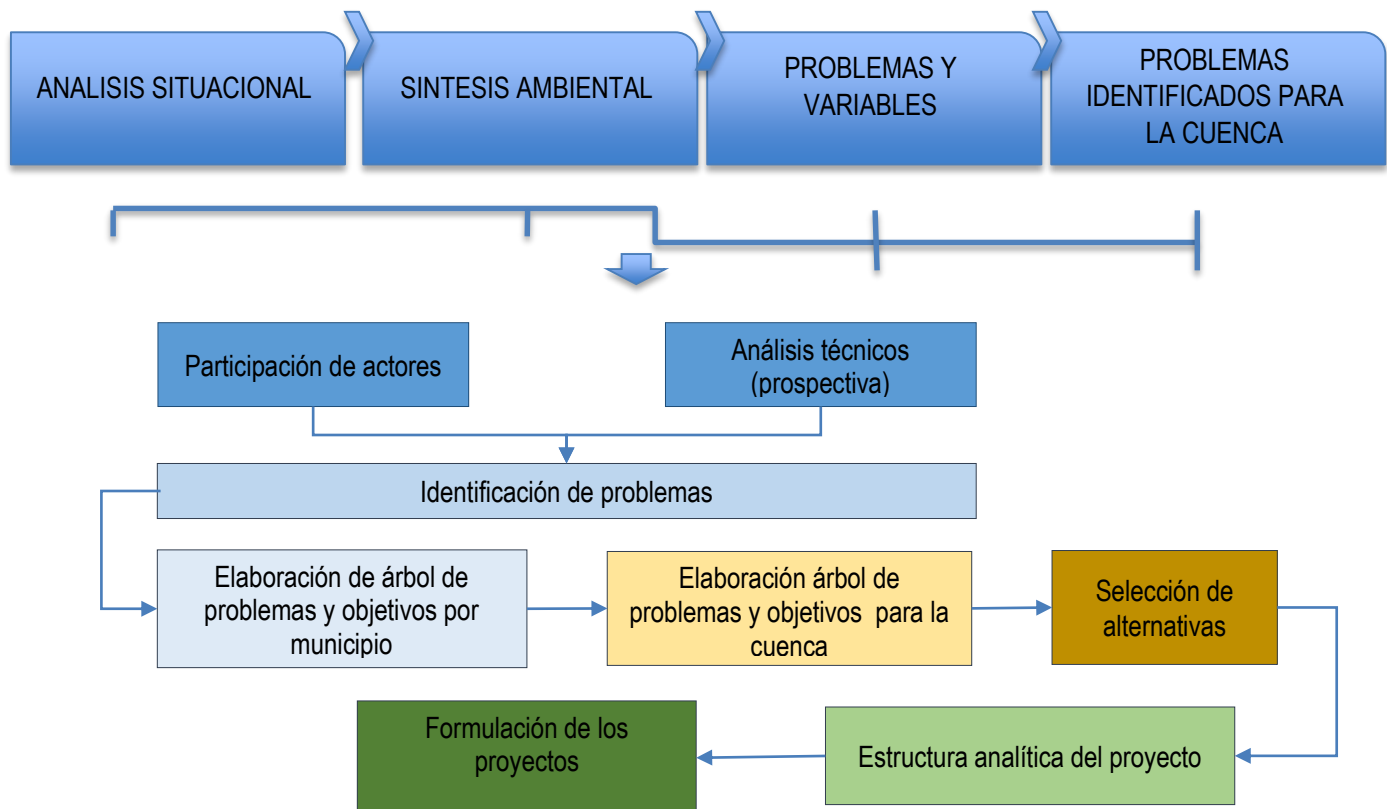 ANALISIS SITUACIONAL
SINTESIS AMBIENTAL
PROBLEMAS Y
VARIABLES
PROBLEMAS
IDENTIFICADOS PARA
LA CUENCA
Participación de actores
Análisis técnicos
(prospectiva)
Identificación de problemas
Elaboración de árbol de
problemas y objetivos por
municipio
Elaboración árbol de
problemas y objetivos  para la
cuenca
Selección de
alternativas
Formulación de los
proyectos
Estructura analítica del proyecto